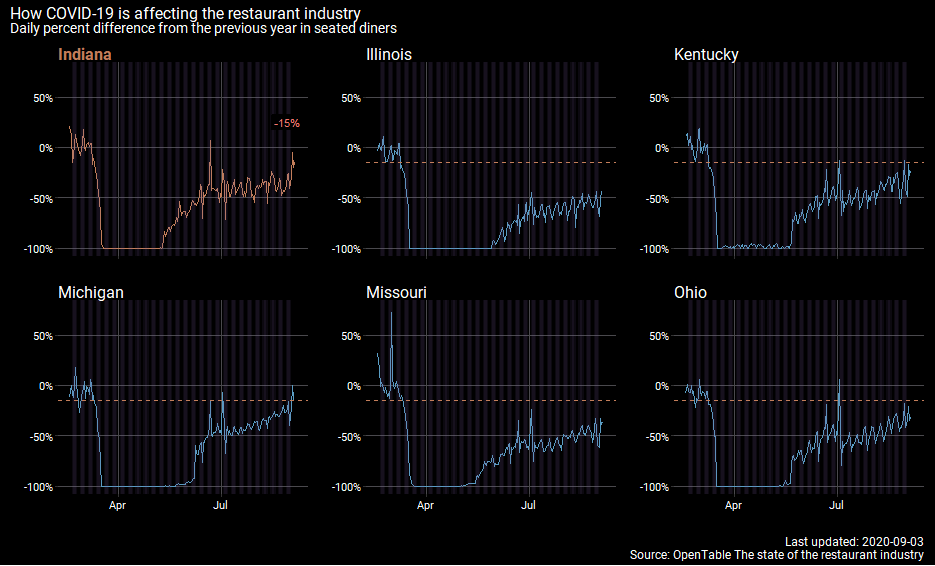 How COVID-19 is affecting the restaurant industry
Daily percent difference from the previous year in seated diners
Indiana
Illinois
Kentucky
50%
0%
-50%
-100%
-15%
50%
0%
-50%
-100%
50%
0%
-50%
-100%
Michigan
Missouri
Ohio
50%
0%
-50%
-100%
50%
0%
-50%
-100%
50%
0%
-50%
-100%
Apr
Jul
Apr
Jul
Apr
Jul
Last updated: 2020-09-03
Source: OpenTable The state of the restaurant industry